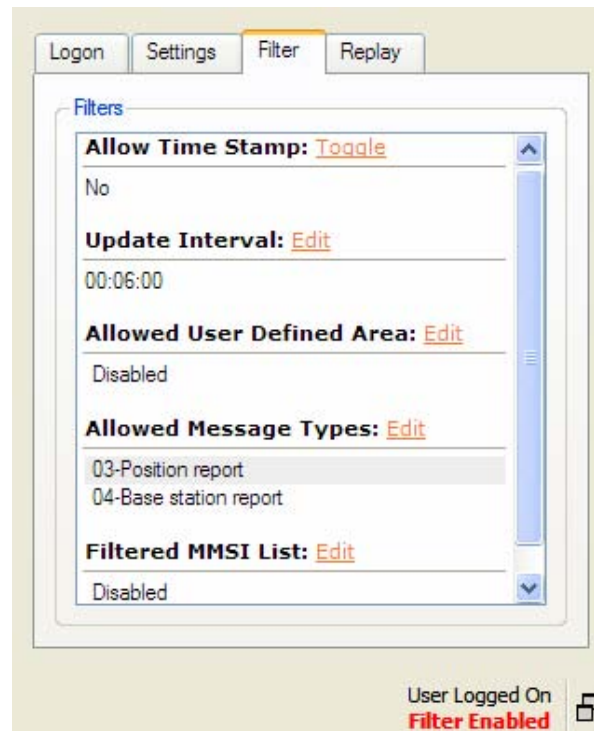 Logon Settings Filter Replay
Filters
Allow Time Stamp: Toggle
No
Update Interval: Edit
00:06:00
Allowed User Defined Area: Edit
Disabled
Allowed Message Types: Edit
03-Position report
04-Base station report
Filtered MMSI List: Edit
Disabled
User Logged On
Filter Enabled